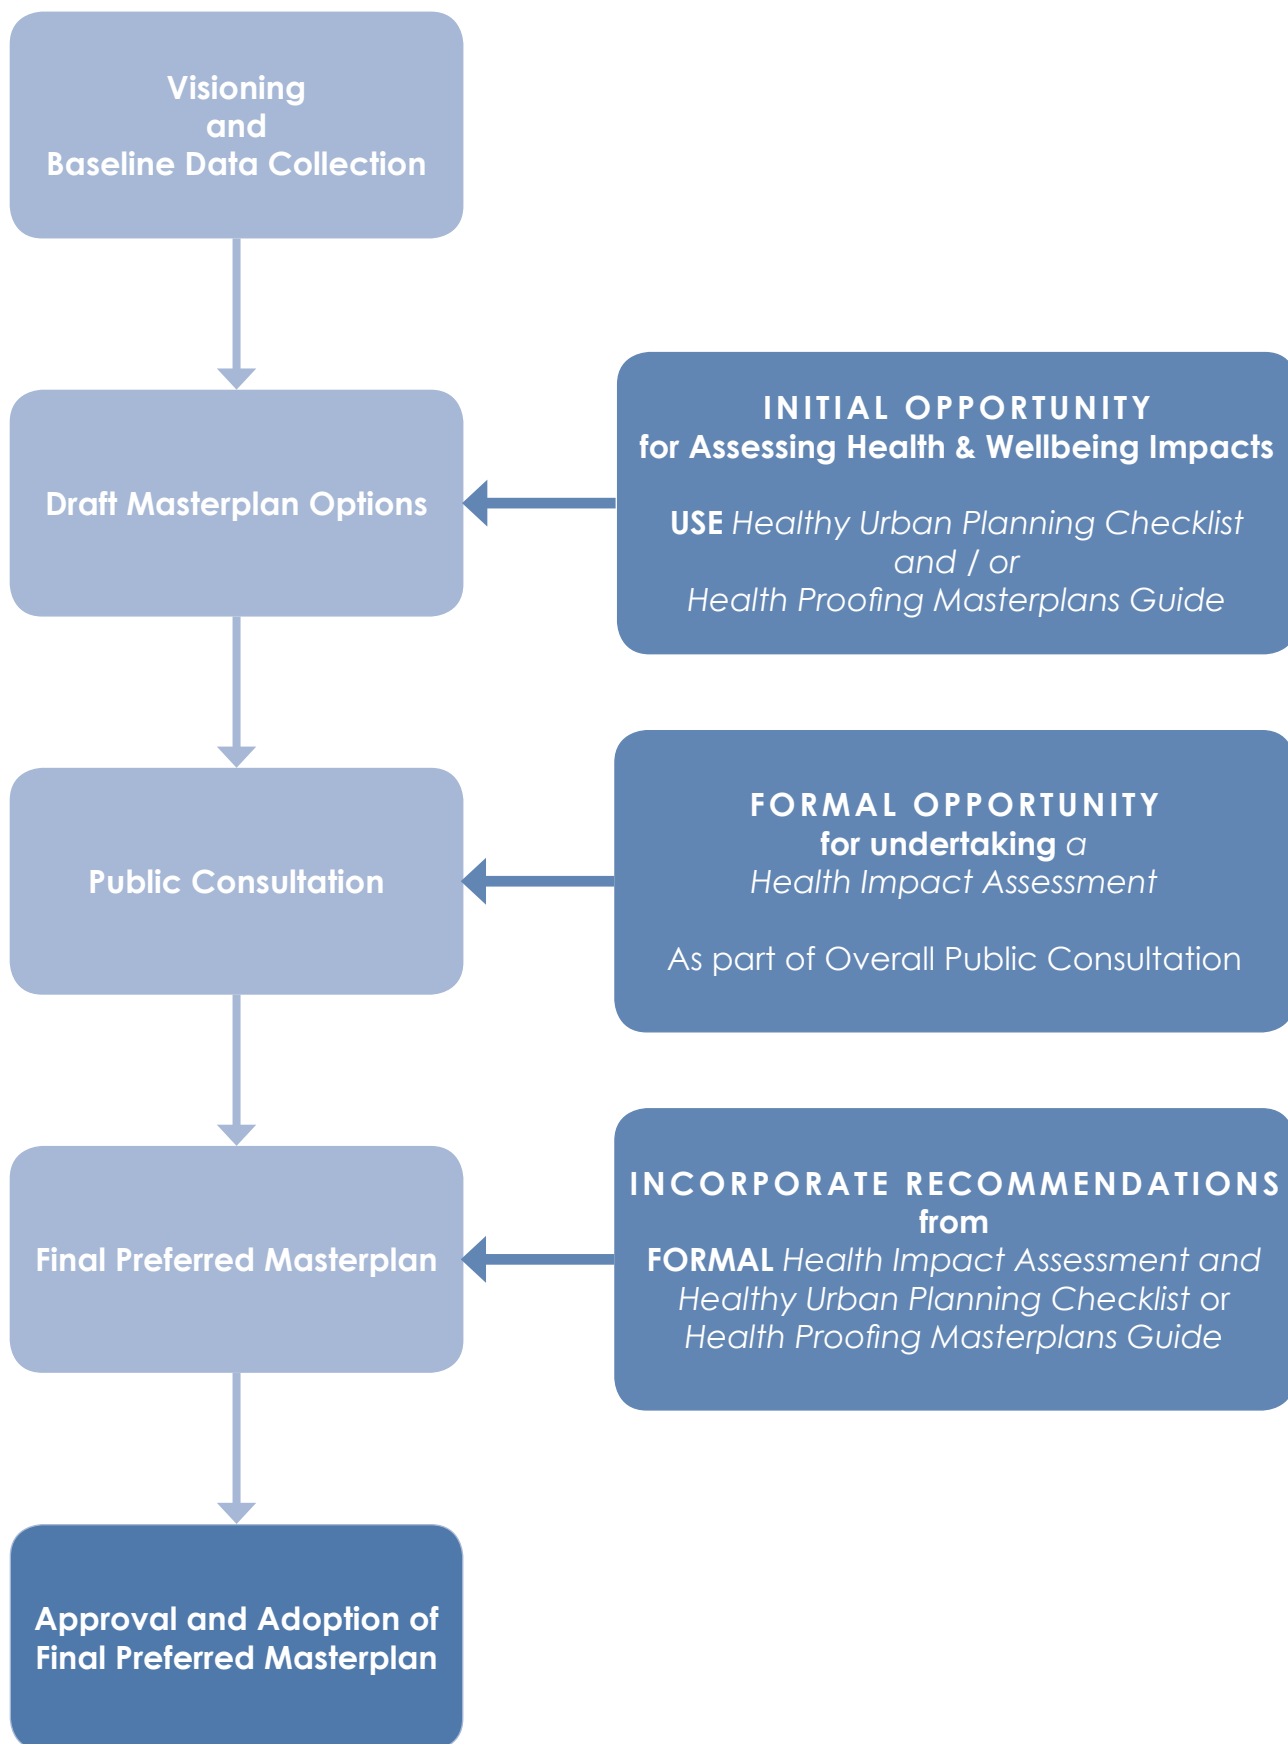 Visioning
and
Baseline Data Collection
Draft Masterplan Options
INITIAL OPPORTUNITY
for Assessing Health & Wellbeing Impacts
USE Healthy Urban Planning Checklist
and / or
Health Proofing Masterplans Guide
Public Consultation
FORMAL OPPORTUNITY
for undertaking a
Health Impact Assessment
As part of Overall Public Consultation
Final Preferred Masterplan
INCORPORATE RECOMMENDATIONS
from
FORMAL Health Impact Assessment and
Healthy Urban Planning Checklist or
Health Proofing Masterplans Guide
Approval and Adoption of
Final Preferred Masterplan